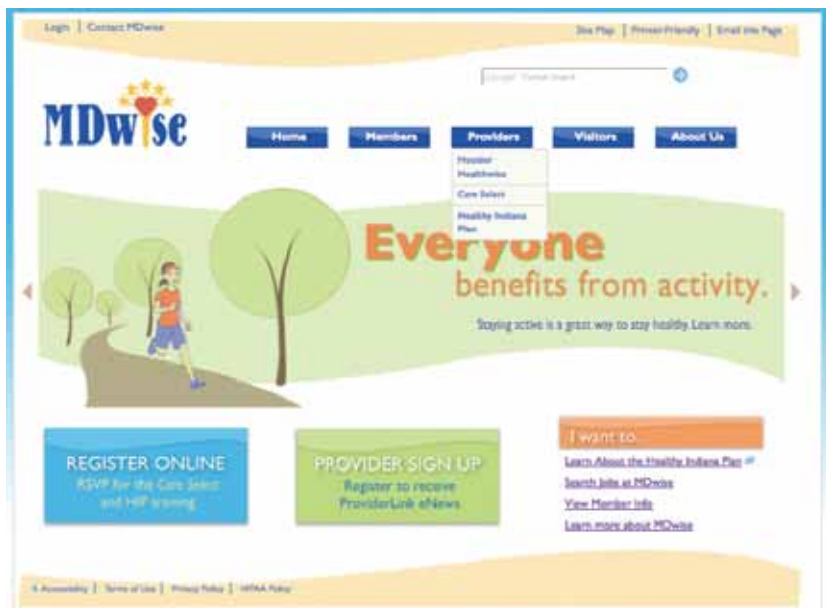 Login | Contact MDwise
Site Map | Printer-Friendly | Email this Page
MDwise
Home Members Providers Visitors About Us
Hoosier
Healthwise
Care Select
Healthy Indiana
Plan
Everyone
benefits from activity.
Staying active is a great way to stay healthy. Learn more.
REGISTER ONLINE
RSVP for the Care Select
and HIP training
PROVIDER SIGN UP
Register to receive
ProviderLink eNews
I want to...
Learn About the Healthy Indiana Plan
Search Jobs at MDwise
View Member Info
Learn more about MDwise
Accessibility | Terms of Use | Privacy Policy | HIPAA Policy